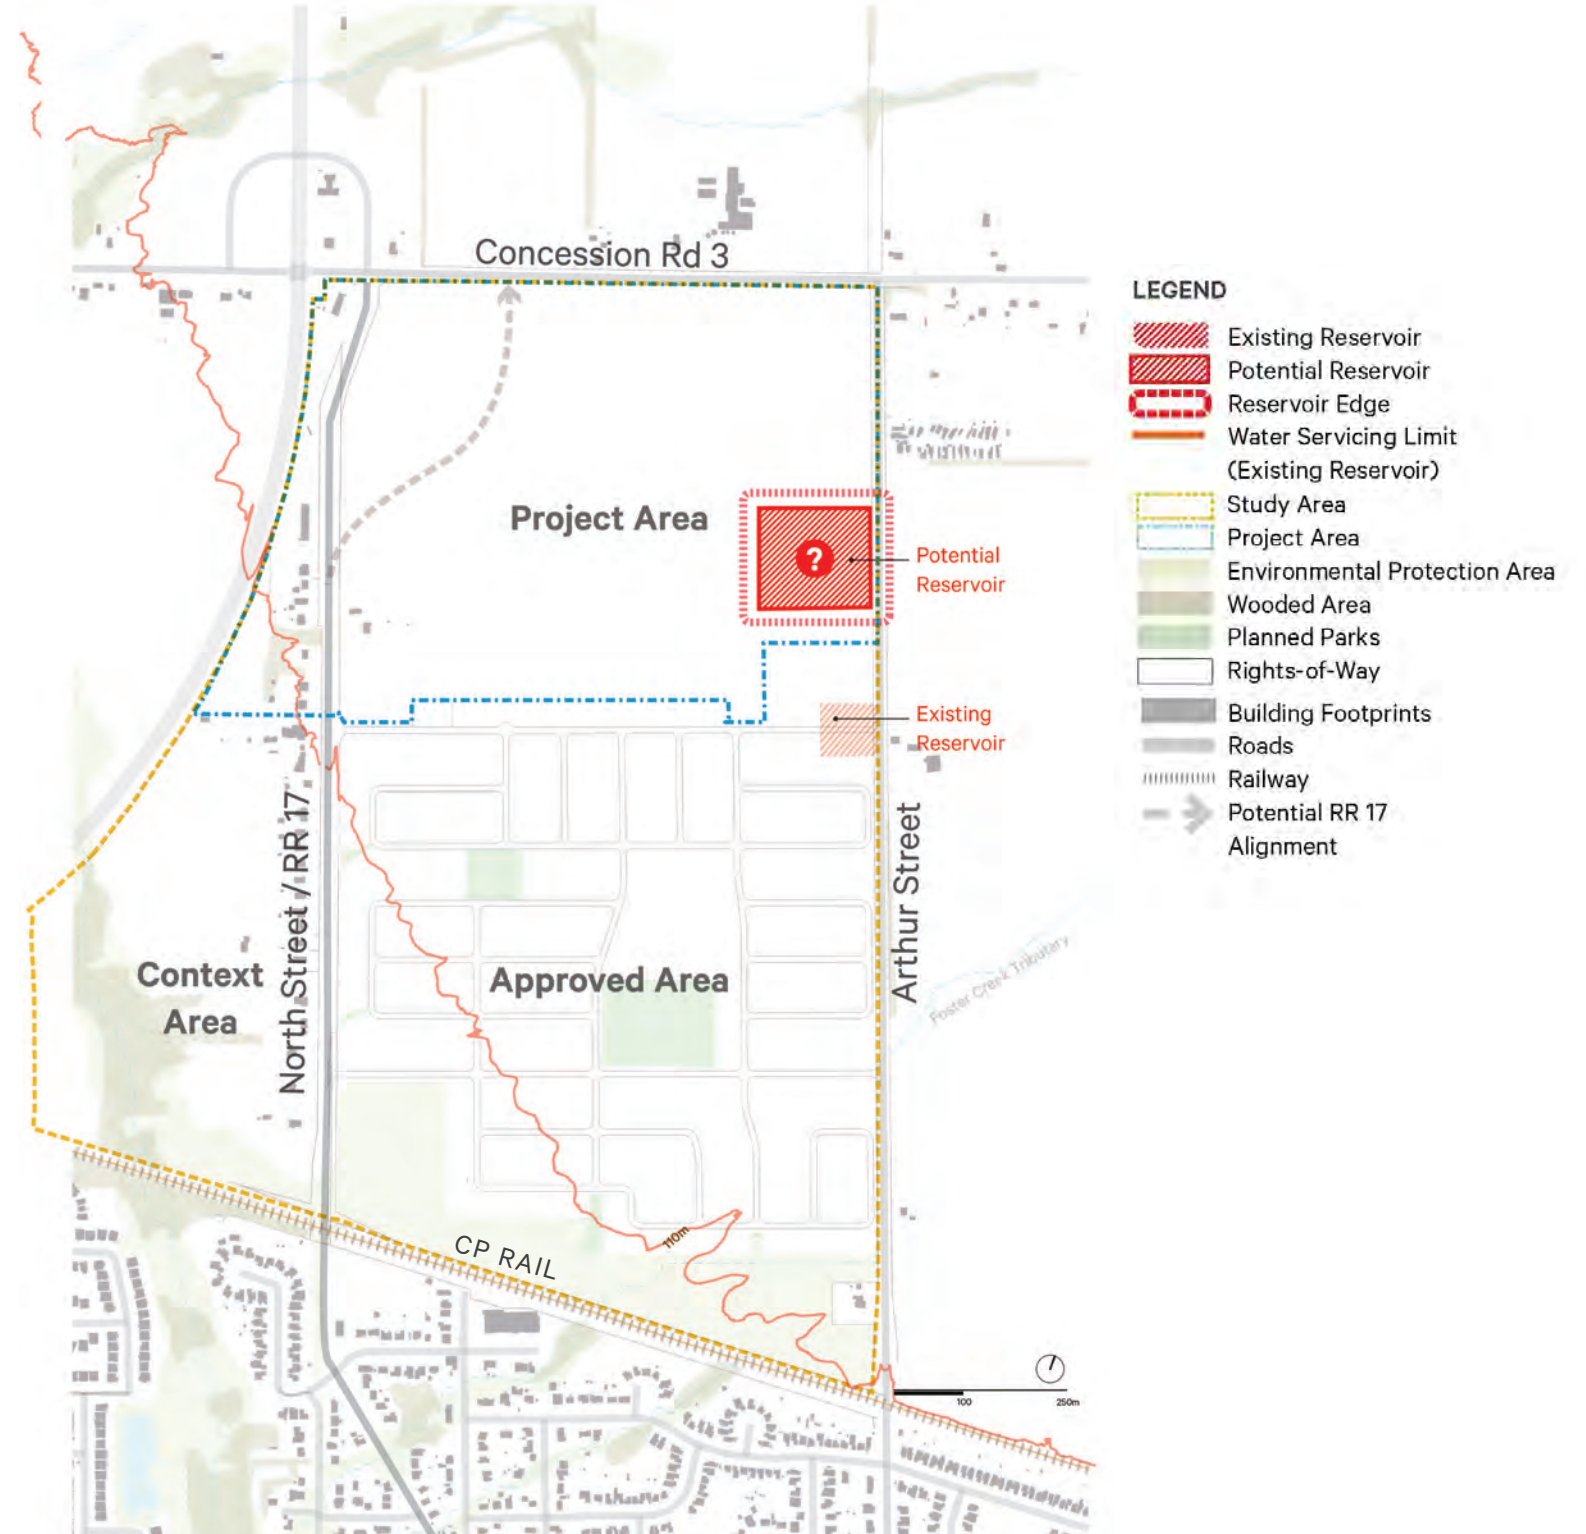 Concession Rd 3
LEGEND
Existing Reservoir
Potential Reservoir
Reservoir Edge
Water Servicing Limit
(Existing Reservoir)
Study Area
Project Area
Environmental Protection Area
Wooded Area
Planned Parks
Rights-of-Way
Building Footprints
Roads
Railway
Potential RR 17
Alignment
Project Area
?
Potential
Reservoir
Existing
Reservoir
North Street / RR 17
Arthur Street
Context
Area
Approved Area
Foster Creek Tributary
110m
CP RAIL
100
250m